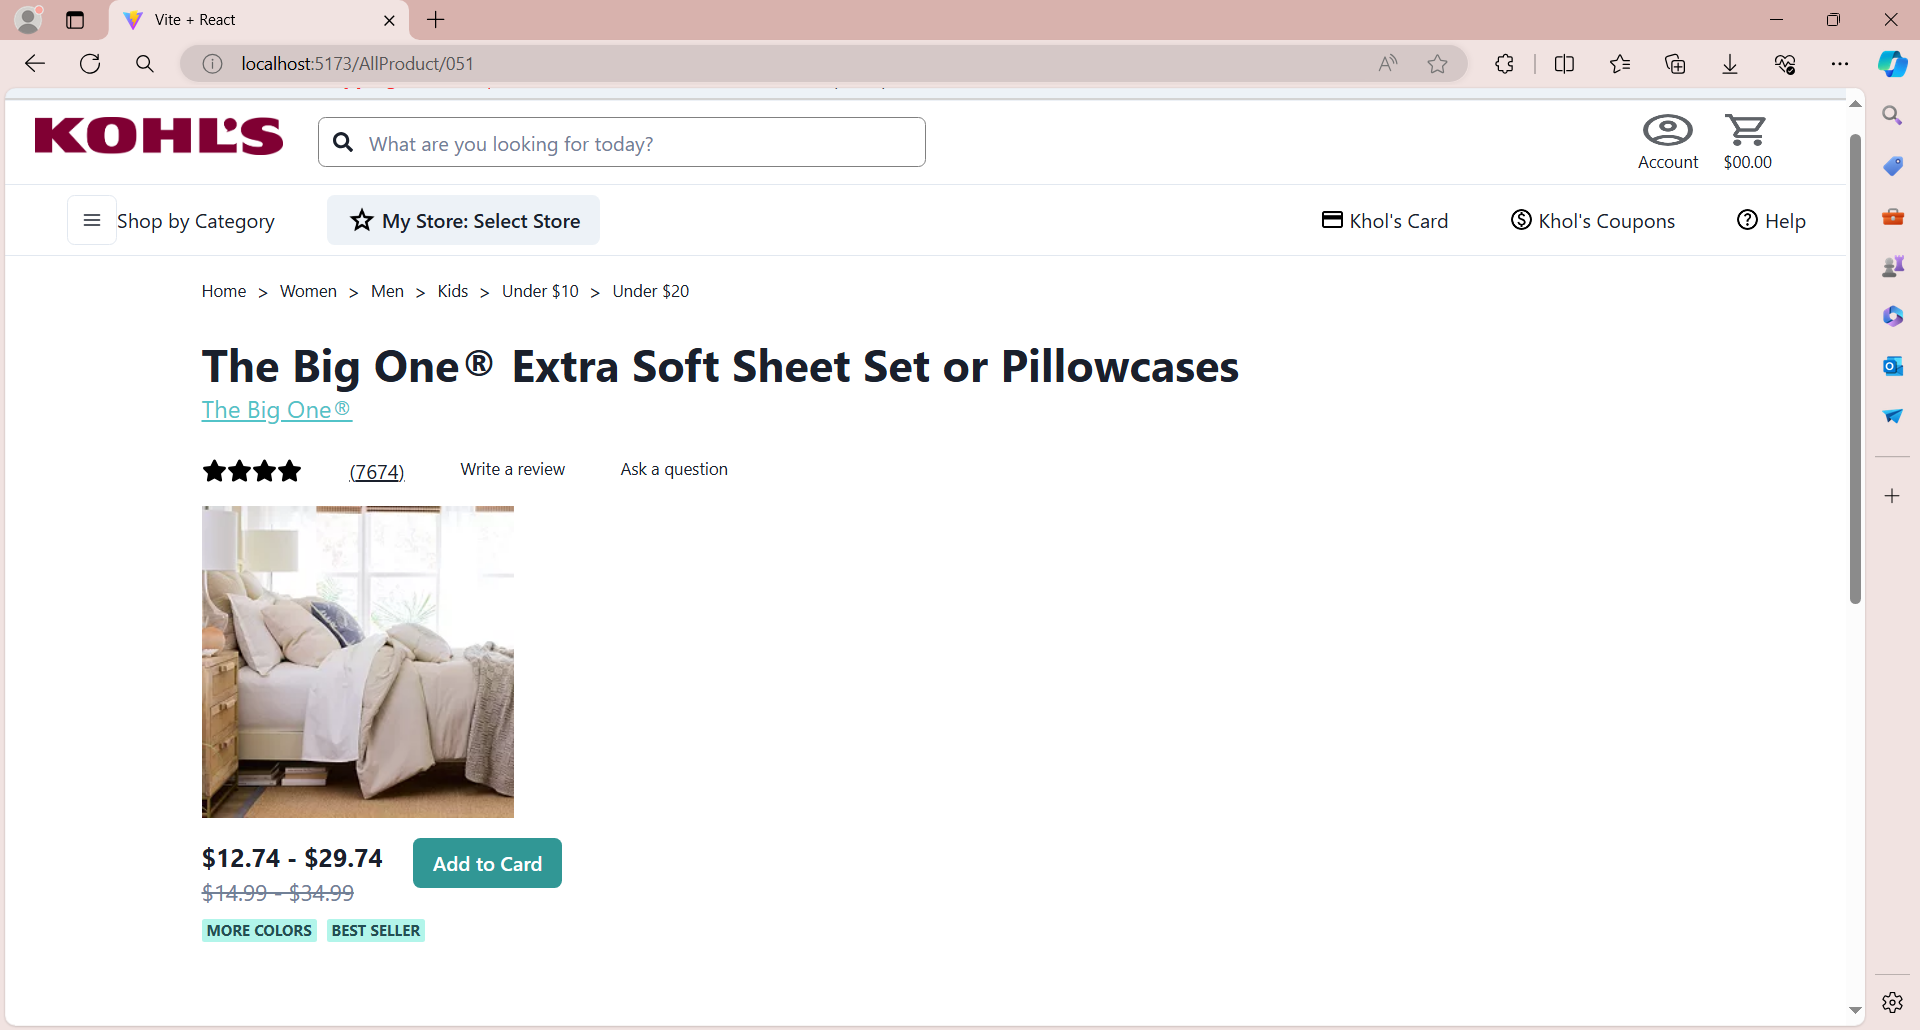 Vite + React
localhost:5173/AllProduct/051
KOHL'S
What are you looking for today?
Account
$00.00
Shop by Category
My Store: Select Store
Khol's Card
Khol's Coupons
Help
Home > Women > Men > Kids > Under $10 > Under $20
The Big One® Extra Soft Sheet Set or Pillowcases
The Big One®
(7674)
Write a review
Ask a question
$12.74 - $29.74
Add to Card
$14.99 - $34.99
MORE COLORS
BEST SELLER